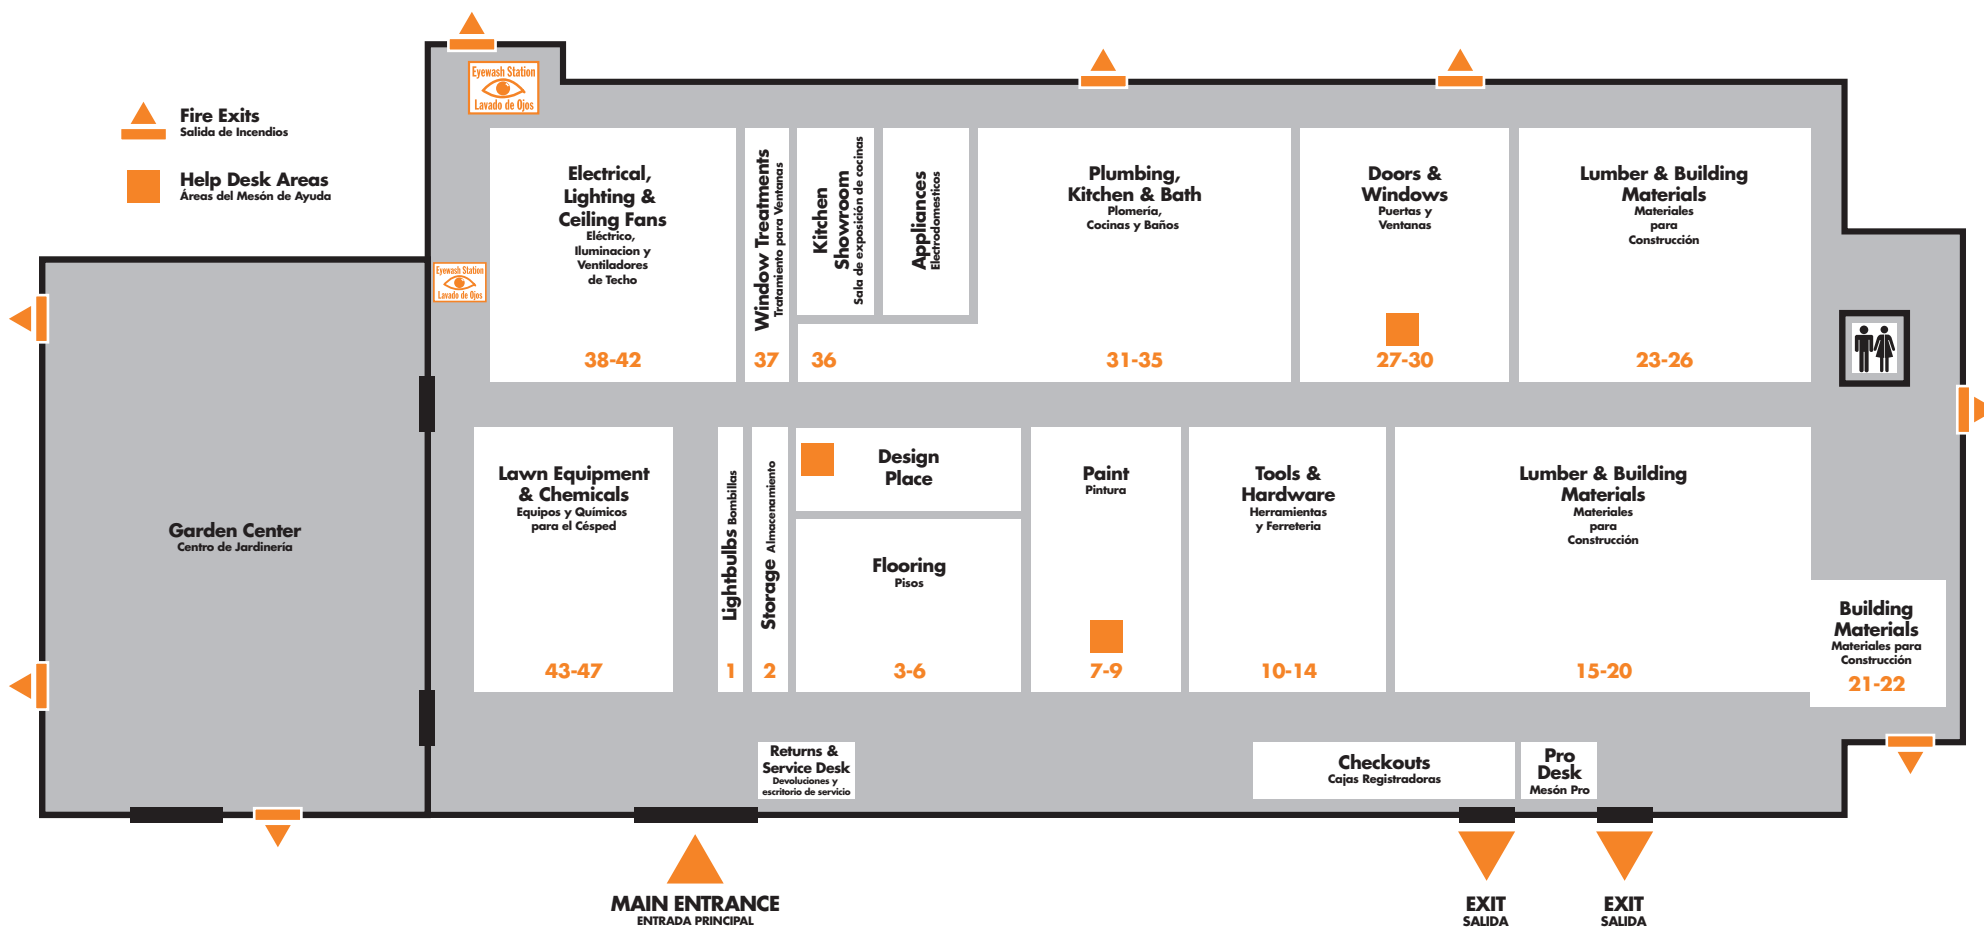 Fire Exits
Salida de Incendios
Help Desk Areas
Áreas del Mesón de Ayuda
Eyewash Station
Lavado de Ojos
Eyewash Station
Lavado de Ojos
Electrical,
Lighting &
Ceiling Fans
Eléctrico,
Iluminacion y
Ventiladores
de Techo
38-42
Window Treatments
Tratamiento para Ventanas
37
Kitchen
Showroom
Sala de exposición de cocinas
36
Appliances
Electrodomesticos
Plumbing,
Kitchen & Bath
Plomería,
Cocinas y Baños
31-35
Doors &
Windows
Puertas y
Ventanas
27-30
Lumber & Building
Materials
Materiales
para
Construcción
23-26
Garden Center
Centro de Jardinería
Lawn Equipment
& Chemicals
Equipos y Químicos
para el Césped
43-47
Lightbulbs Bombillas
1
Storage Almacenamiento
2
Design
Place
Flooring
Pisos
3-6
Paint
Pintura
7-9
Tools &
Hardware
Herramientas
y Ferreteria
10-14
Lumber & Building
Materials
Materiales
para
Construcción
15-20
Building
Materials
Materiales para
Construcción
21-22
Returns &
Service Desk
Devoluciones y
escritorio de servicio
Checkouts
Cajas Registradoras
Pro
Desk
Mesón Pro
MAIN ENTRANCE
ENTRADA PRINCIPAL
EXIT
SALIDA
EXIT
SALIDA